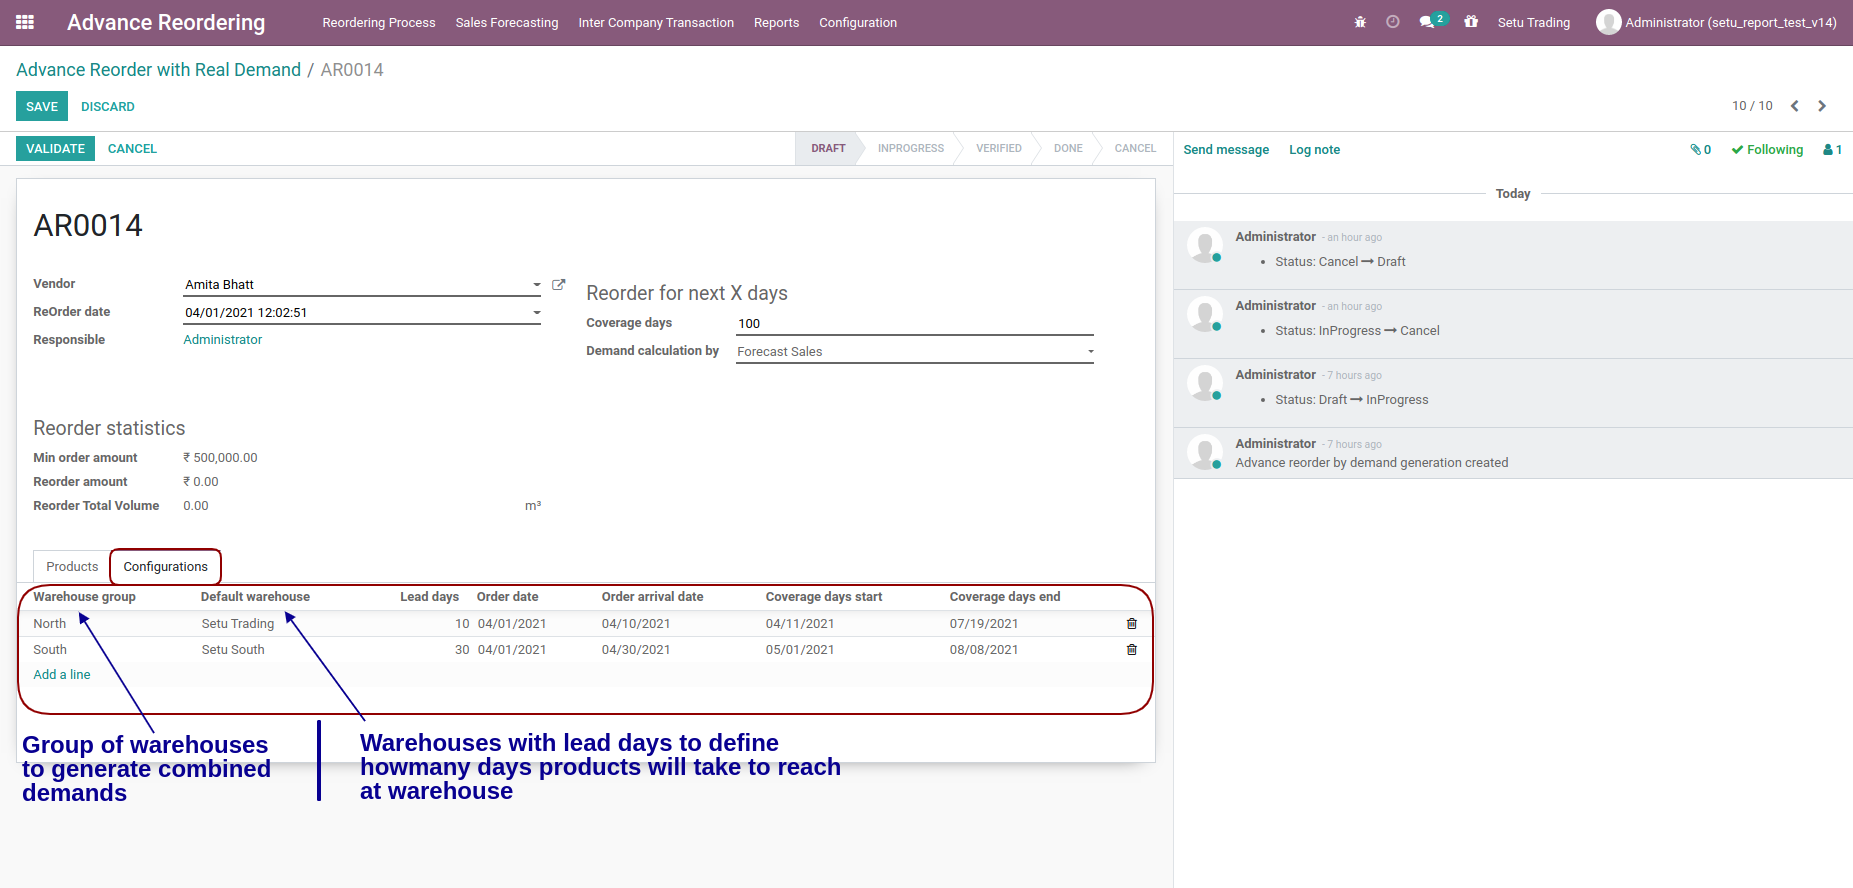 Advance Reordering Reordering Process Sales Forecasting Inter Company Transaction Reports Configuration 2 Setu Trading Administrator (setu_report_test_v14)
Advance Reorder with Real Demand / AR0014
SAVE DISCARD 10 / 10
VALIDATE CANCEL DRAFT INPROGRESS VERIFIED DONE CANCEL Send message Log note 0 Following 1
Today
AR0014
Vendor Amita Bhatt
ReOrder date 04/01/2021 12:02:51
Responsible Administrator
Reorder for next X days
Coverage days 100
Demand calculation by Forecast Sales
Reorder statistics
Min order amount ₹ 500,000.00
Reorder amount ₹ 0.00
Reorder Total Volume 0.00 m³
Products Configurations
Warehouse group Default warehouse Lead days Order date Order arrival date Coverage days start Coverage days end
North Setu Trading 10 04/01/2021 04/10/2021 04/11/2021 07/19/2021
South Setu South 30 04/01/2021 04/30/2021 05/01/2021 08/08/2021
Add a line
Group of warehouses
to generate combined
demands
Warehouses with lead days to define
howmany days products will take to reach
at warehouse
Administrator - an hour ago
• Status: Cancel → Draft
Administrator - an hour ago
• Status: InProgress → Cancel
Administrator - 7 hours ago
• Status: Draft → InProgress
Administrator - 7 hours ago
Advance reorder by demand generation created